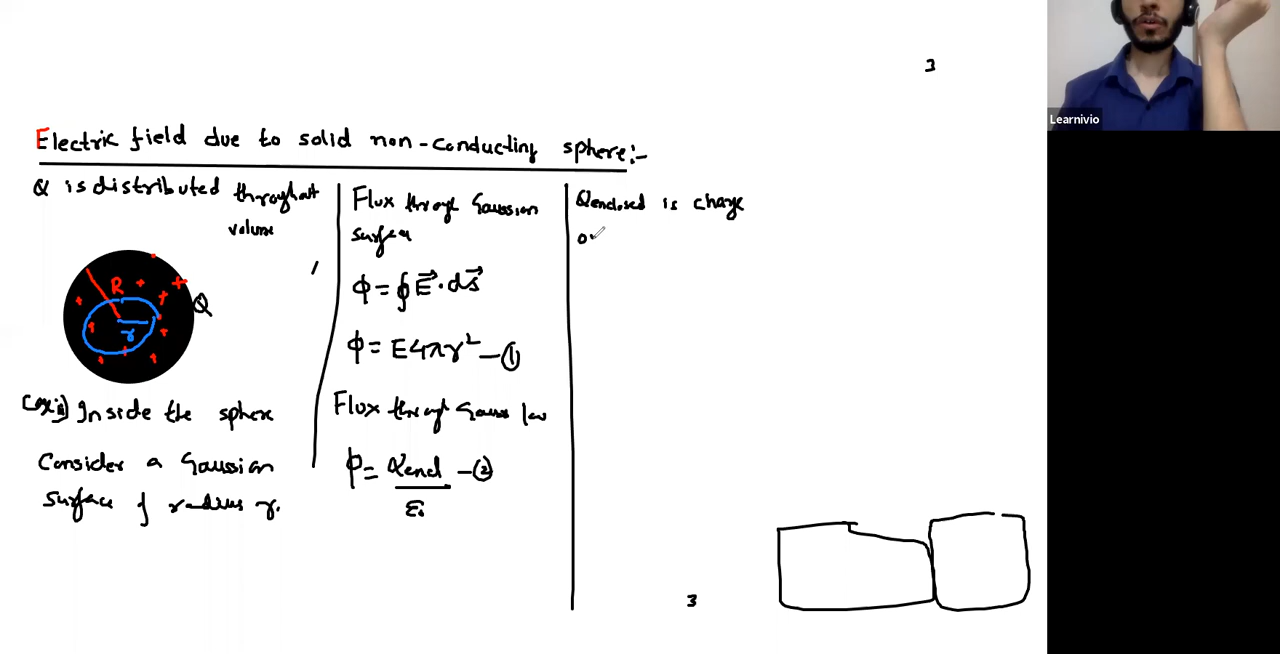 3
Learnivio
Electric field due to solid non-conducting sphere:-
Q is distributed throughout
volume
R
Q
r
Inside the sphere
Consider a Gaussian
surface of radius r.
Flux through Gaussian
surface
ϕ = ∮ E⃗ · ds⃗
ϕ = E4πr² — ①
Flux through Gauss law
ϕ = Qencl — ②
ε₀
Qenclosed is charge
3